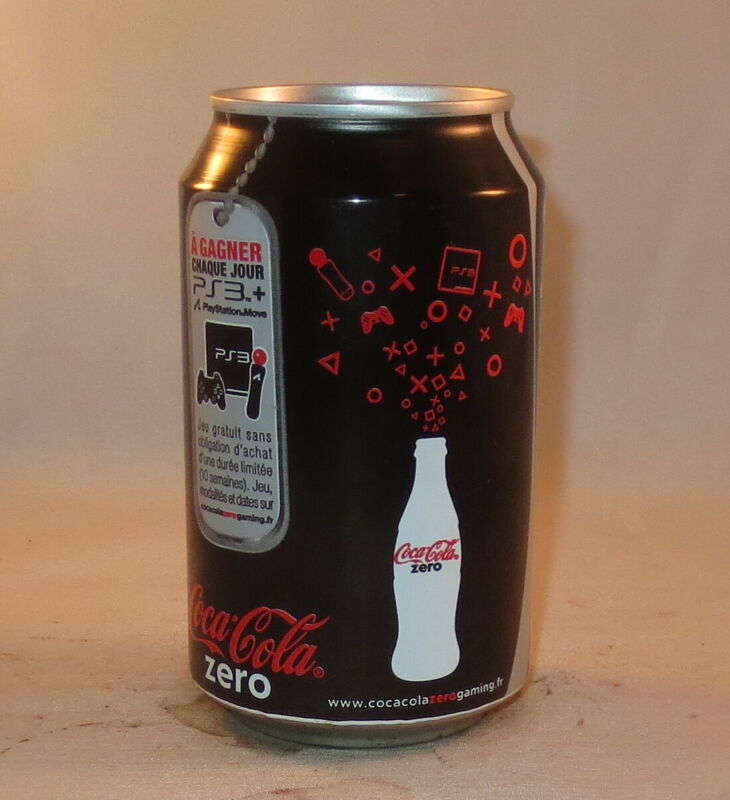 À GAGNER
CHAQUE JOUR
PS3™+
PlayStation®Move
PS3
Jeu gratuit sans
obligation d'achat
d'une durée limitée
(10 semaines). Jeu,
modalités et dates sur
cocacolazerogaming.fr
PS3
Coca-Cola
zero
Coca-Cola®
zero
www.cocacolazerogaming.fr